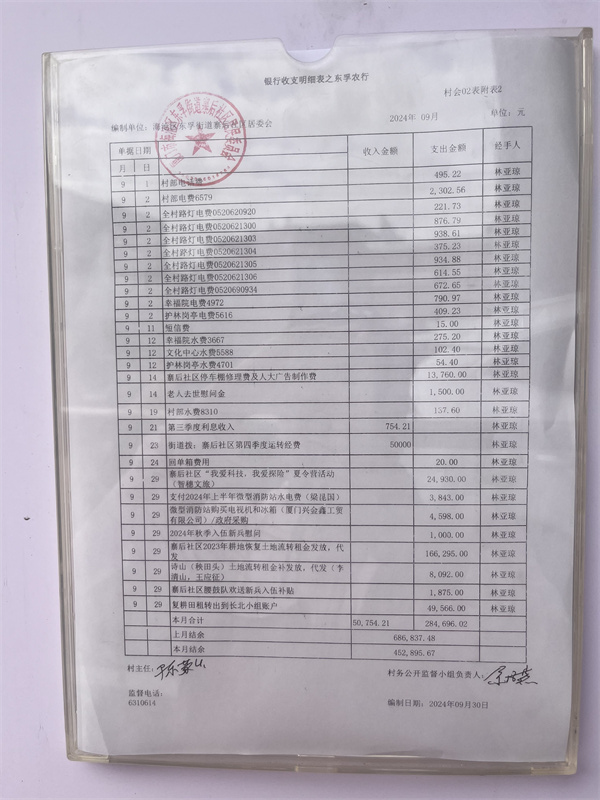 银行收支明细表之东孚农行
村会02表附表2
编制单位：海沧区东孚街道寨后社区居委会 2024年 09月 单位：元
单据日期 收入金额 支出金额 经手人
月 日
9 1 村部电话费 495.22 林亚琼
9 2 村部电费6579 2,302.56 林亚琼
9 2 全村路灯电费0520620920 221.73 林亚琼
9 2 全村路灯电费0520621300 876.79 林亚琼
9 2 全村路灯电费0520621303 938.61 林亚琼
9 2 全村路灯电费0520621304 375.23 林亚琼
9 2 全村路灯电费0520621305 934.88 林亚琼
9 2 全村路灯电费0520621306 614.55 林亚琼
9 2 全村路灯电费0520690934 672.65 林亚琼
9 2 幸福院电费4972 790.97 林亚琼
9 2 护林岗亭电费5616 409.23 林亚琼
9 11 短信费 15.00 林亚琼
9 12 幸福院水费3667 275.20 林亚琼
9 12 文化中心水费5588 102.40 林亚琼
9 12 护林岗亭水费4701 54.40 林亚琼
9 14 寨后社区停车棚修理费及人大广告制作费 13,760.00 林亚琼
9 14 老人去世慰问金 1,500.00 林亚琼
9 19 村部水费8310 137.60 林亚琼
9 21 第三季度利息收入 754.21 林亚琼
9 23 街道拨：寨后社区第四季度运转经费 50000 林亚琼
9 24 回单箱费用 20.00 林亚琼
9 29 寨后社区“我爱科技，我爱探险”夏令营活动
（智穗文旅） 24,930.00 林亚琼
9 29 支付2024年上半年微型消防站水电费（梁昆国） 3,843.00 林亚琼
9 29 微型消防站购买电视机和冰箱（厦门兴金鑫工贸
有限公司）/政府采购 4,598.00 林亚琼
9 29 2024年秋季入伍新兵慰问 1,000.00 林亚琼
9 29 寨后社区2023年耕地恢复土地流转租金发放，代
发 166,295.00 林亚琼
9 29 诗山（秧田头）土地流转租金补发放，代发（李
清山，王应征） 8,092.00 林亚琼
9 29 寨后社区腰鼓队欢送新兵入伍补贴 1,875.00 林亚琼
9 29 复耕田租转出到长北小组账户 49,566.00 林亚琼
本月合计 50,754.21 284,696.02
上月结余 686,837.48
本月结余 452,895.67
村主任： 村务公开监督小组负责人：
监督电话：
6310614 编制日期：2024年09月30日